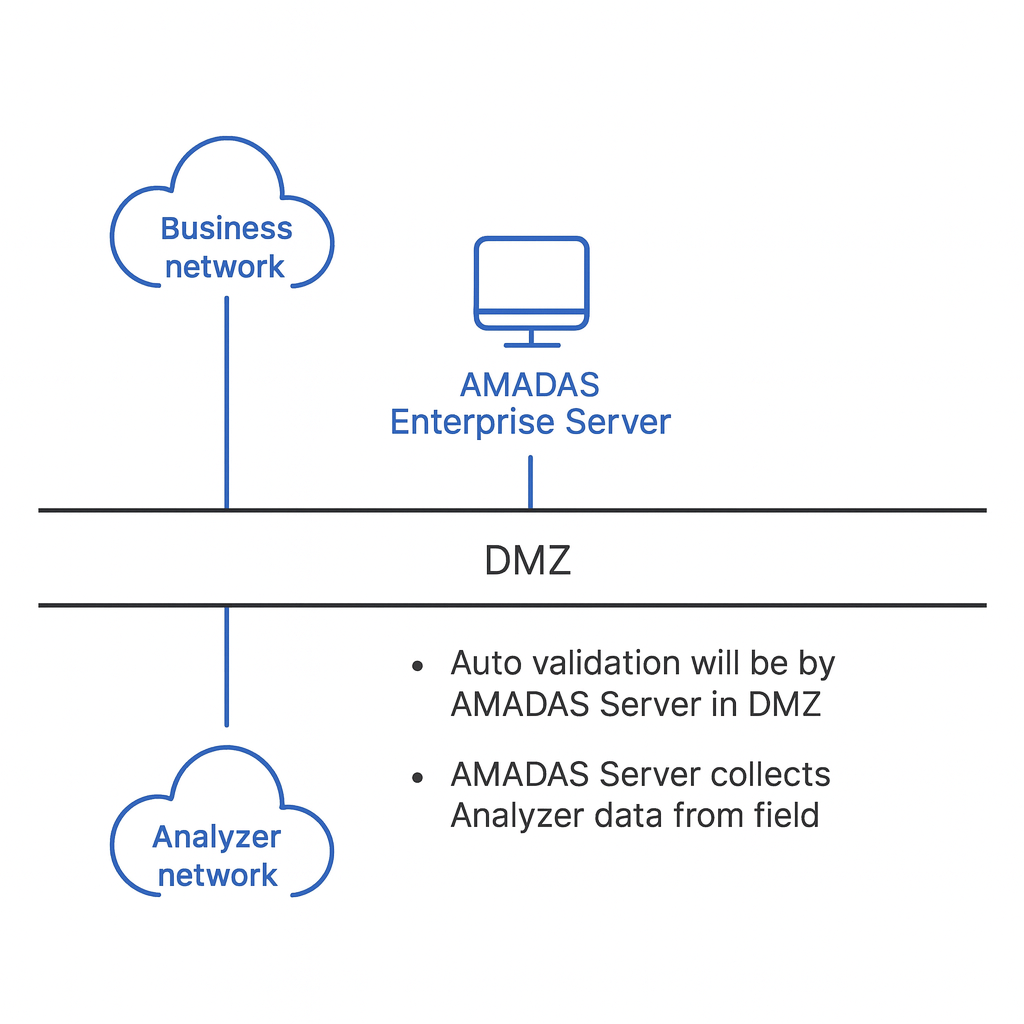 Business
network
AMADAS
Enterprise Server
DMZ
• Auto validation will be by
AMADAS Server in DMZ
• AMADAS Server collects
Analyzer data from field
Analyzer
network